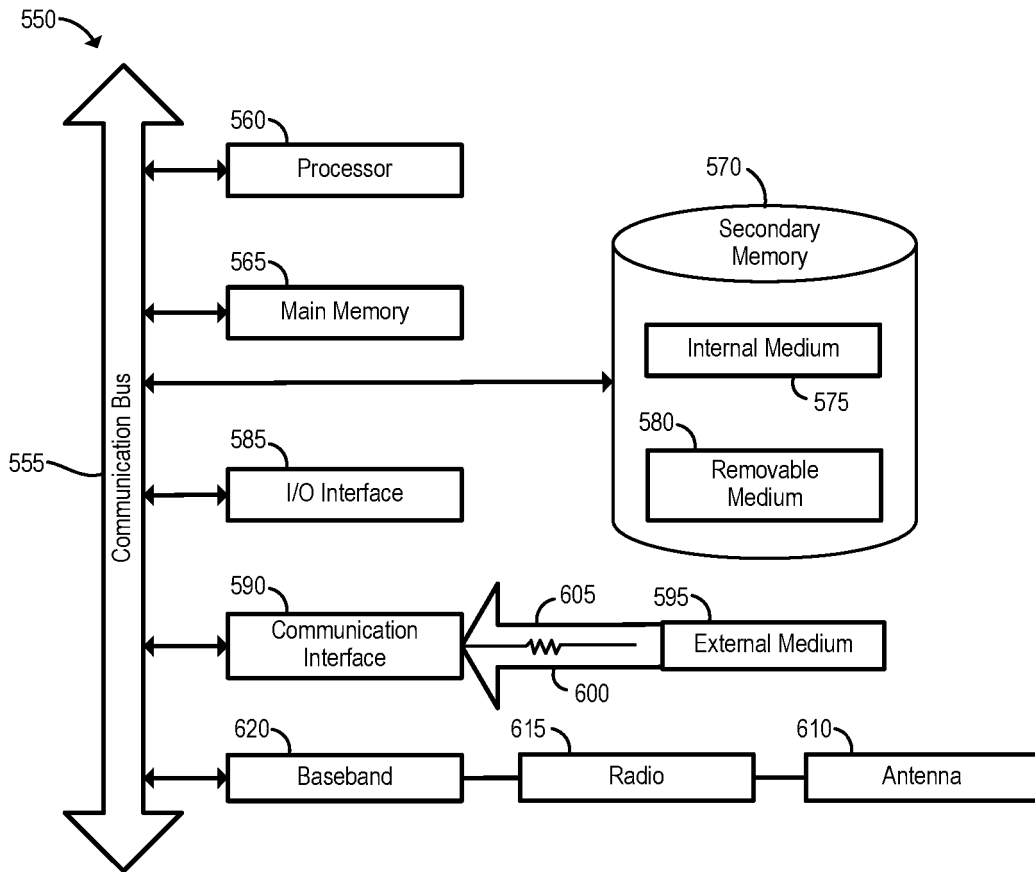 550
560
Processor
570
Secondary
Memory
565
Main Memory
Internal Medium
575
580
Removable
Medium
555
Communication Bus
585
I/O Interface
590
Communication
Interface
605
600
595
External Medium
620
Baseband
615
Radio
610
Antenna